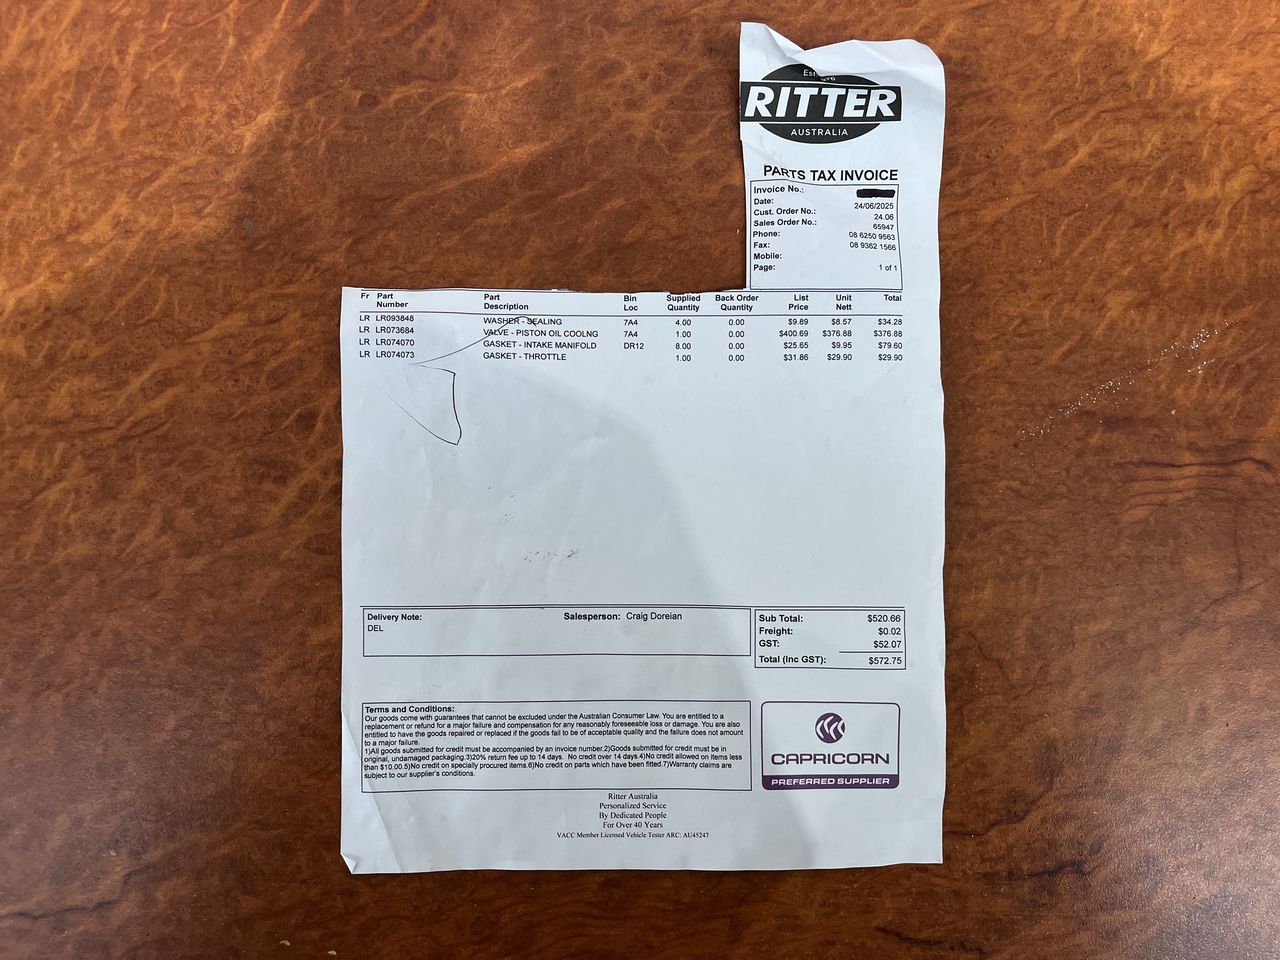 Est.
RITTER
AUSTRALIA
PARTS TAX INVOICE
Invoice No.:
Date: 24/06/2025
Cust. Order No.: 24.06
Sales Order No.: 65947
Phone: 08 6250 9563
Fax: 08 9362 1566
Mobile:
Page: 1 of 1
Fr Part Number Part Description Bin Loc Supplied Quantity Back Order Quantity List Price Unit Nett Total
LR LR093848 WASHER - SEALING 7A4 4.00 0.00 $9.89 $8.57 $34.28
LR LR073684 VALVE - PISTON OIL COOLNG 7A4 1.00 0.00 $400.69 $376.88 $376.88
LR LR074070 GASKET - INTAKE MANIFOLD DR12 8.00 0.00 $25.65 $9.95 $79.60
LR LR074073 GASKET - THROTTLE 1.00 0.00 $31.86 $29.90 $29.90
Delivery Note: Salesperson: Craig Doreian
DEL
Sub Total: $520.66
Freight: $0.02
GST: $52.07
Total (Inc GST): $572.75
Terms and Conditions:
Our goods come with guarantees that cannot be excluded under the Australian Consumer Law. You are entitled to a
replacement or refund for a major failure and compensation for any reasonably foreseeable loss or damage. You are also
entitled to have the goods repaired or replaced if the goods fail to be of acceptable quality and the failure does not amount
to a major failure.
1)All goods submitted for credit must be accompanied by an invoice number.2)Goods submitted for credit must be in
original, undamaged packaging.3)20% return fee up to 14 days. No credit over 14 days.4)No credit allowed on items less
than $10.00.5)No credit on specially procured items.6)No credit on parts which have been fitted.7)Warranty claims are
subject to our supplier's conditions.
CAPRICORN
PREFERRED SUPPLIER
Ritter Australia
Personalized Service
By Dedicated People
For Over 40 Years
VACC Member Licensed Vehicle Tester ARC: AU45247